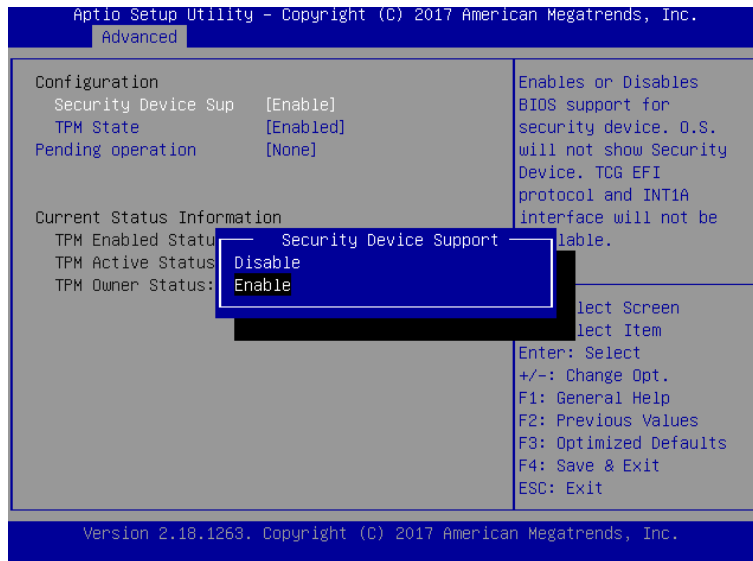 Aptio Setup Utility – Copyright (C) 2017 American Megatrends, Inc.
Advanced
Configuration
Security Device Sup [Enable]
TPM State [Enabled]
Pending operation [None]
Current Status Information
TPM Enabled Statu
TPM Active Status
TPM Owner Status:
Security Device Support
Disable
Enable
Enables or Disables
BIOS support for
security device. O.S.
will not show Security
Device. TCG EFI
protocol and INT1A
interface will not be
lable.
lect Screen
lect Item
Enter: Select
+/-: Change Opt.
F1: General Help
F2: Previous Values
F3: Optimized Defaults
F4: Save & Exit
ESC: Exit
Version 2.18.1263. Copyright (C) 2017 American Megatrends, Inc.